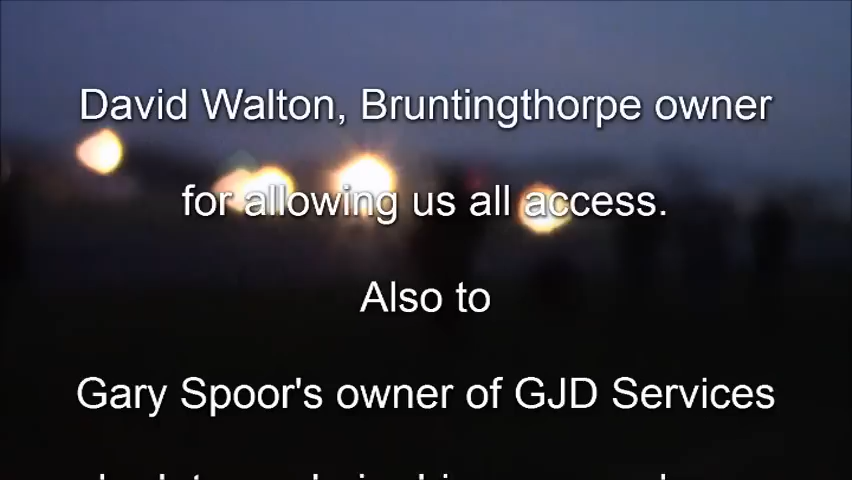 David Walton, Bruntingthorpe owner
for allowing us all access.
Also to
Gary Spoor's owner of GJD Services